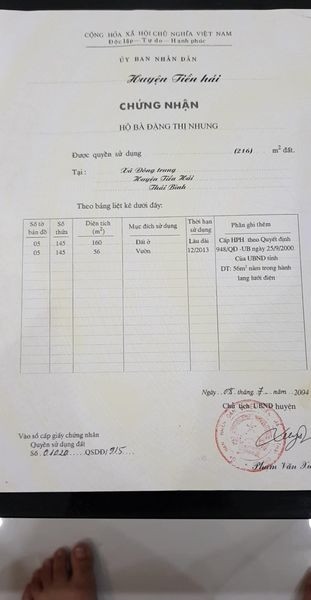 CỘNG HÒA XÃ HỘI CHỦ NGHĨA VIỆT NAM
Độc lập - Tự do - Hạnh phúc
ỦY BAN NHÂN DÂN
Huyện Tiền hải
CHỨNG NHẬN
HỘ BÀ ĐẶNG THỊ NHUNG
Được quyền sử dụng (216) m² đất.
Tại : Xã Đông trung
Huyện Tiền Hải
Thái Bình
Theo bảng liệt kê dưới đây:
Số tờ bản đồ Số thửa Diện tích (m²) Mục đích sử dụng Thời hạn sử dụng Phần ghi thêm
05 145 160 Đất ở Lâu dài Cấp HPH theo Quyết định
05 145 56 Vườn 12/2013 948/QĐ -UB ngày 25/9/2000
Của UBND tỉnh
DT: 56m² nằm trong hành
lang lưới điện
Ngày 05 tháng 7 năm 2004
Chủ tịch UBND huyện
Vào sổ cấp giấy chứng nhận
Quyền sử dụng đất
Số 01020 QSDĐ/915
Phạm Văn